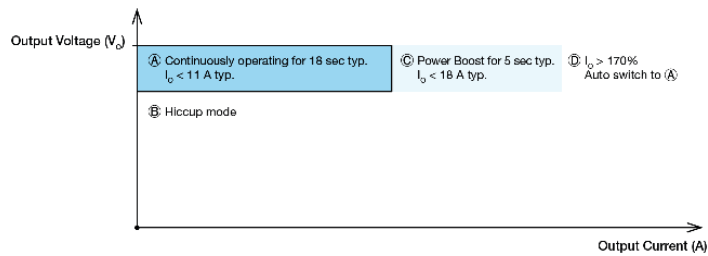 Output Voltage (Vo)
Ⓐ Continuously operating for 18 sec typ.
Io < 11 A typ.
Ⓒ Power Boost for 5 sec typ.
Io < 18 A typ.
Ⓓ Io > 170%
Auto switch to Ⓐ
Ⓑ Hiccup mode
Output Current (A)